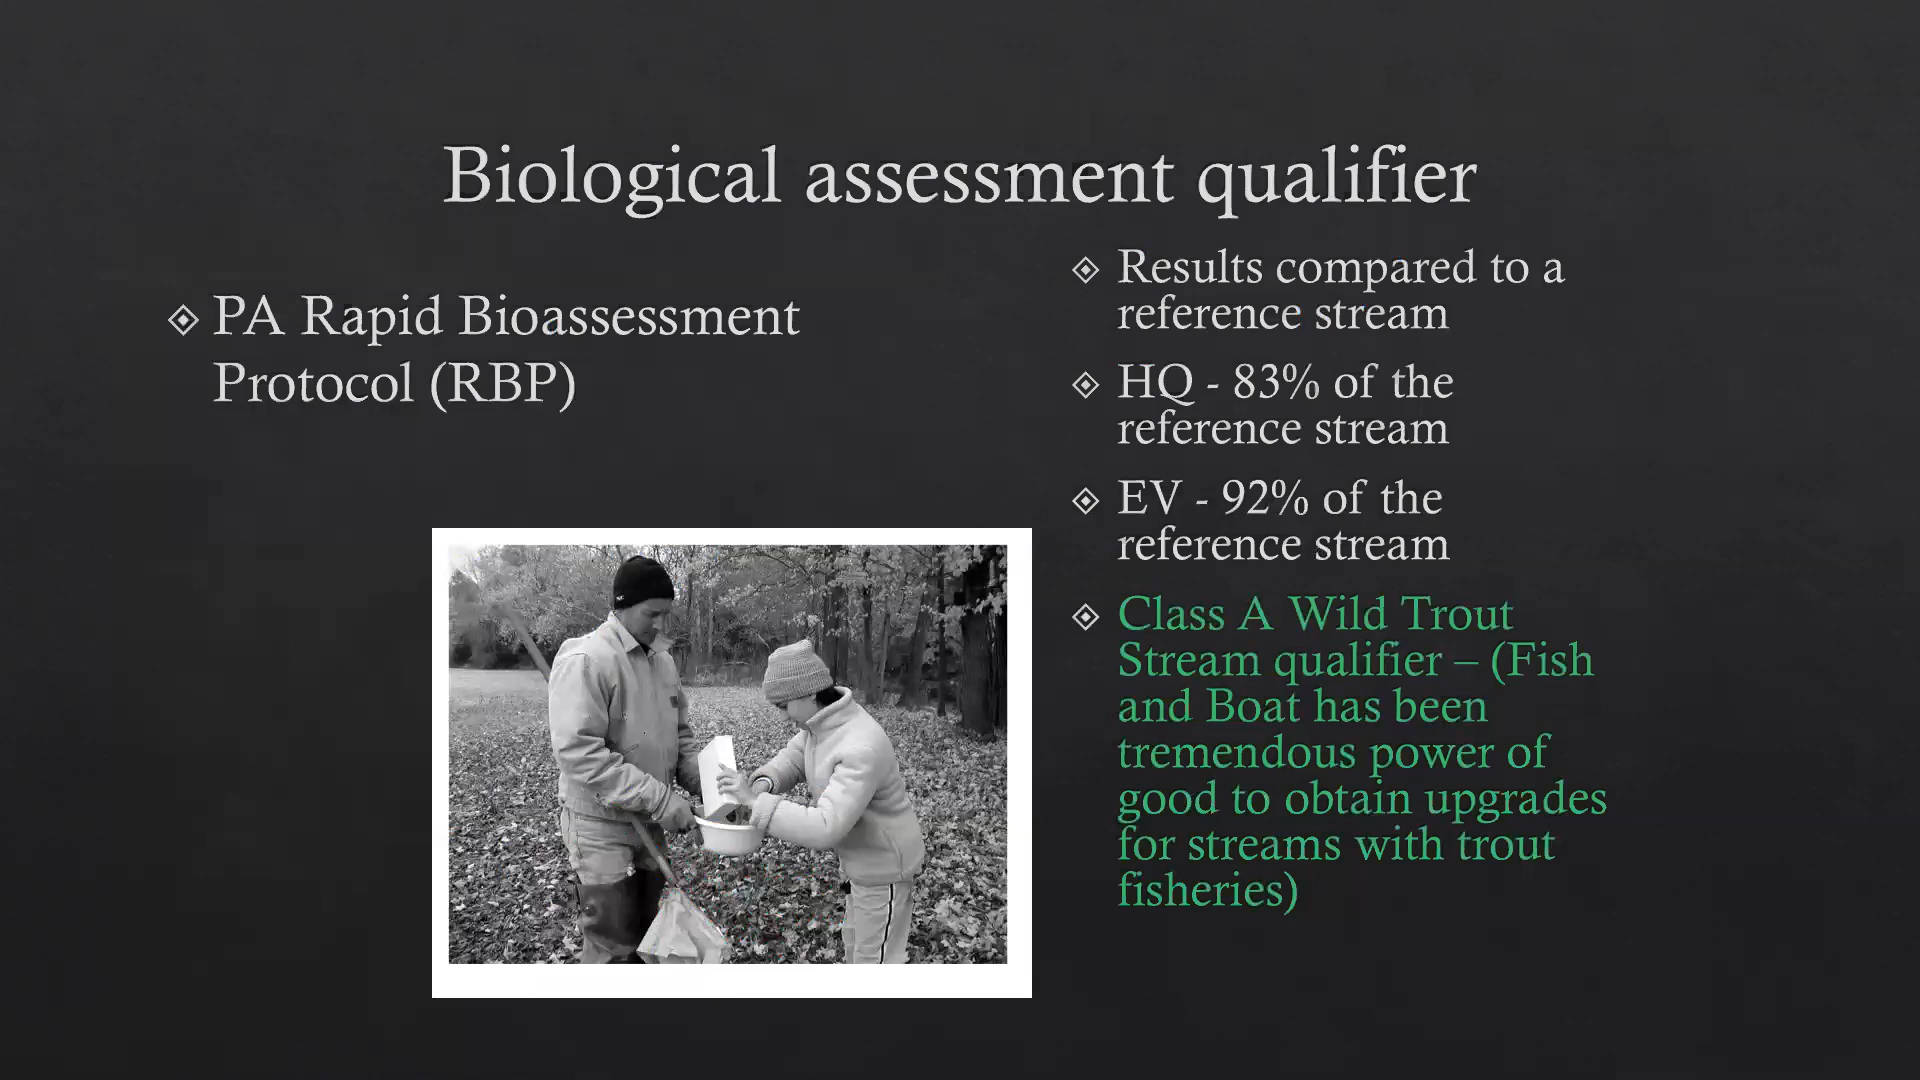 Biological assessment qualifier
PA Rapid Bioassessment
Protocol (RBP)
Results compared to a
reference stream
HQ - 83% of the
reference stream
EV - 92% of the
reference stream
Class A Wild Trout
Stream qualifier – (Fish
and Boat has been
tremendous power of
good to obtain upgrades
for streams with trout
fisheries)